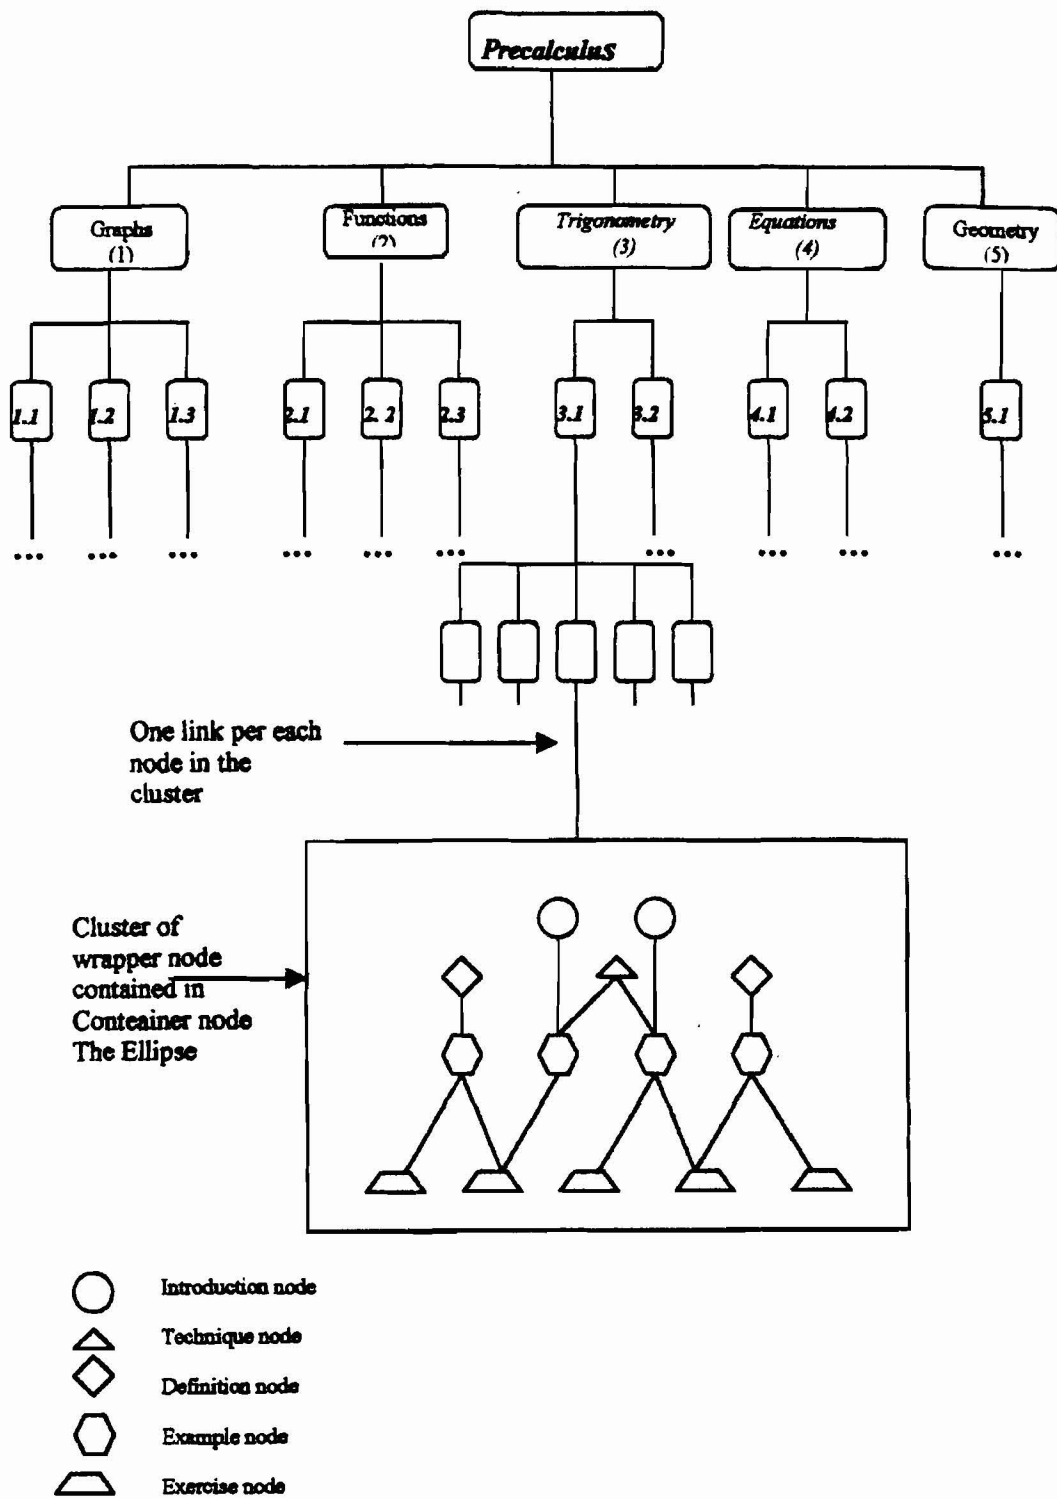 Precalculus
Graphs
(1)
Functions
(2)
Trigonometry
(3)
Equations
(4)
Geometry
(5)
1.1
1.2
1.3
2.1
2. 2
2.3
3.1
3.2
4.1
4.2
5.1
...
...
...
...
...
...
...
...
...
...
One link per each
node in the
cluster
Cluster of
wrapper node
contained in
Conteainer node
The Ellipse
Introduction node
Technique node
Definition node
Example node
Exercise node